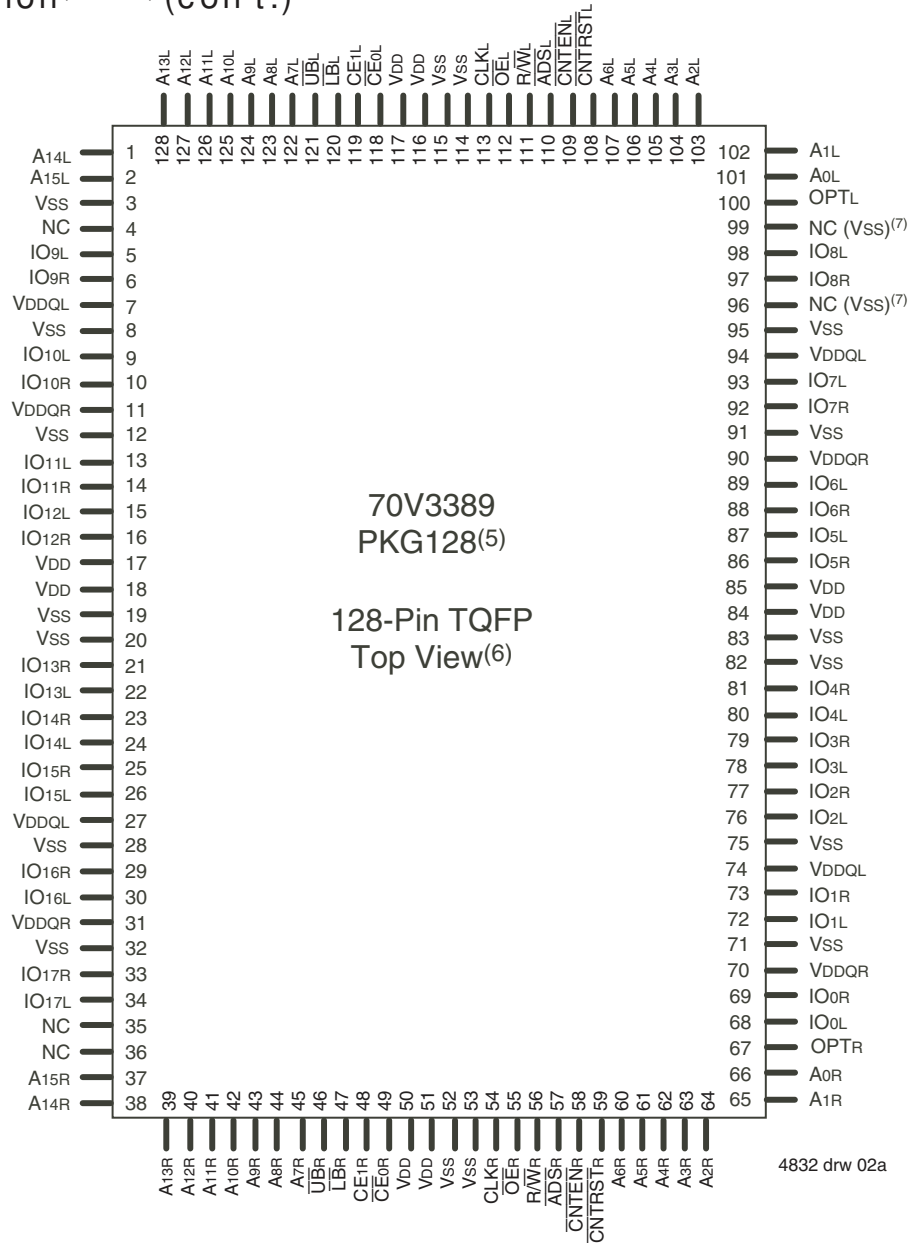 (con't.)
A13L A12L A11L A10L A9L A8L A7L UBL LBL CE1L CE0L VDD VDD VSS VSS CLKL OEL R/WL ADSL CNTENL CNTRSTL A6L A5L A4L A3L A2L
128 127 126 125 124 123 122 121 120 119 118 117 116 115 114 113 112 111 110 109 108 107 106 105 104 103
A14L 1
A15L 2
VSS 3
NC 4
IO9L 5
IO9R 6
VDDQL 7
VSS 8
IO10L 9
IO10R 10
VDDQR 11
VSS 12
IO11L 13
IO11R 14
IO12L 15
IO12R 16
VDD 17
VDD 18
VSS 19
VSS 20
IO13R 21
IO13L 22
IO14R 23
IO14L 24
IO15R 25
IO15L 26
VDDQL 27
VSS 28
IO16R 29
IO16L 30
VDDQR 31
VSS 32
IO17R 33
IO17L 34
NC 35
NC 36
A15R 37
A14R 38
70V3389
PKG128(5)
128-Pin TQFP
Top View(6)
102 A1L
101 A0L
100 OPTL
99 NC (VSS)(7)
98 IO8L
97 IO8R
96 NC (VSS)(7)
95 VSS
94 VDDQL
93 IO7L
92 IO7R
91 VSS
90 VDDQR
89 IO6L
88 IO6R
87 IO5L
86 IO5R
85 VDD
84 VDD
83 VSS
82 VSS
81 IO4R
80 IO4L
79 IO3R
78 IO3L
77 IO2R
76 IO2L
75 VSS
74 VDDQL
73 IO1R
72 IO1L
71 VSS
70 VDDQR
69 IO0R
68 IO0L
67 OPTR
66 A0R
65 A1R
39 40 41 42 43 44 45 46 47 48 49 50 51 52 53 54 55 56 57 58 59 60 61 62 63 64
A13R A12R A11R A10R A9R A8R A7R UBR LBR CE1R CE0R VDD VDD VSS VSS CLKR OER R/WR ADSR CNTENR CNTRSTR A6R A5R A4R A3R A2R
4832 drw 02a